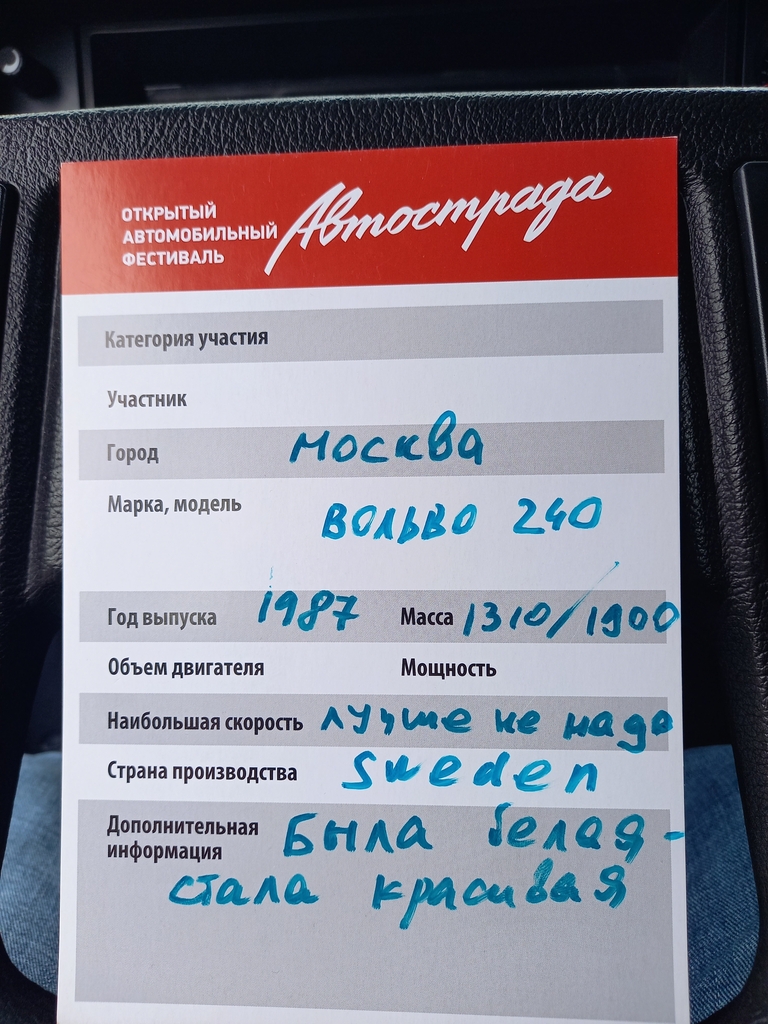 ОТКРЫТЫЙ
АВТОМОБИЛЬНЫЙ
ФЕСТИВАЛЬ
Автострада
Категория участия
Участник
Город москва
Марка, модель вольво 240
Год выпуска 1987 Масса 1310/1900
Объем двигателя Мощность
Наибольшая скорость лучше не надо
Страна производства Sweden
Дополнительная
информация
Была белая-
стала красивая